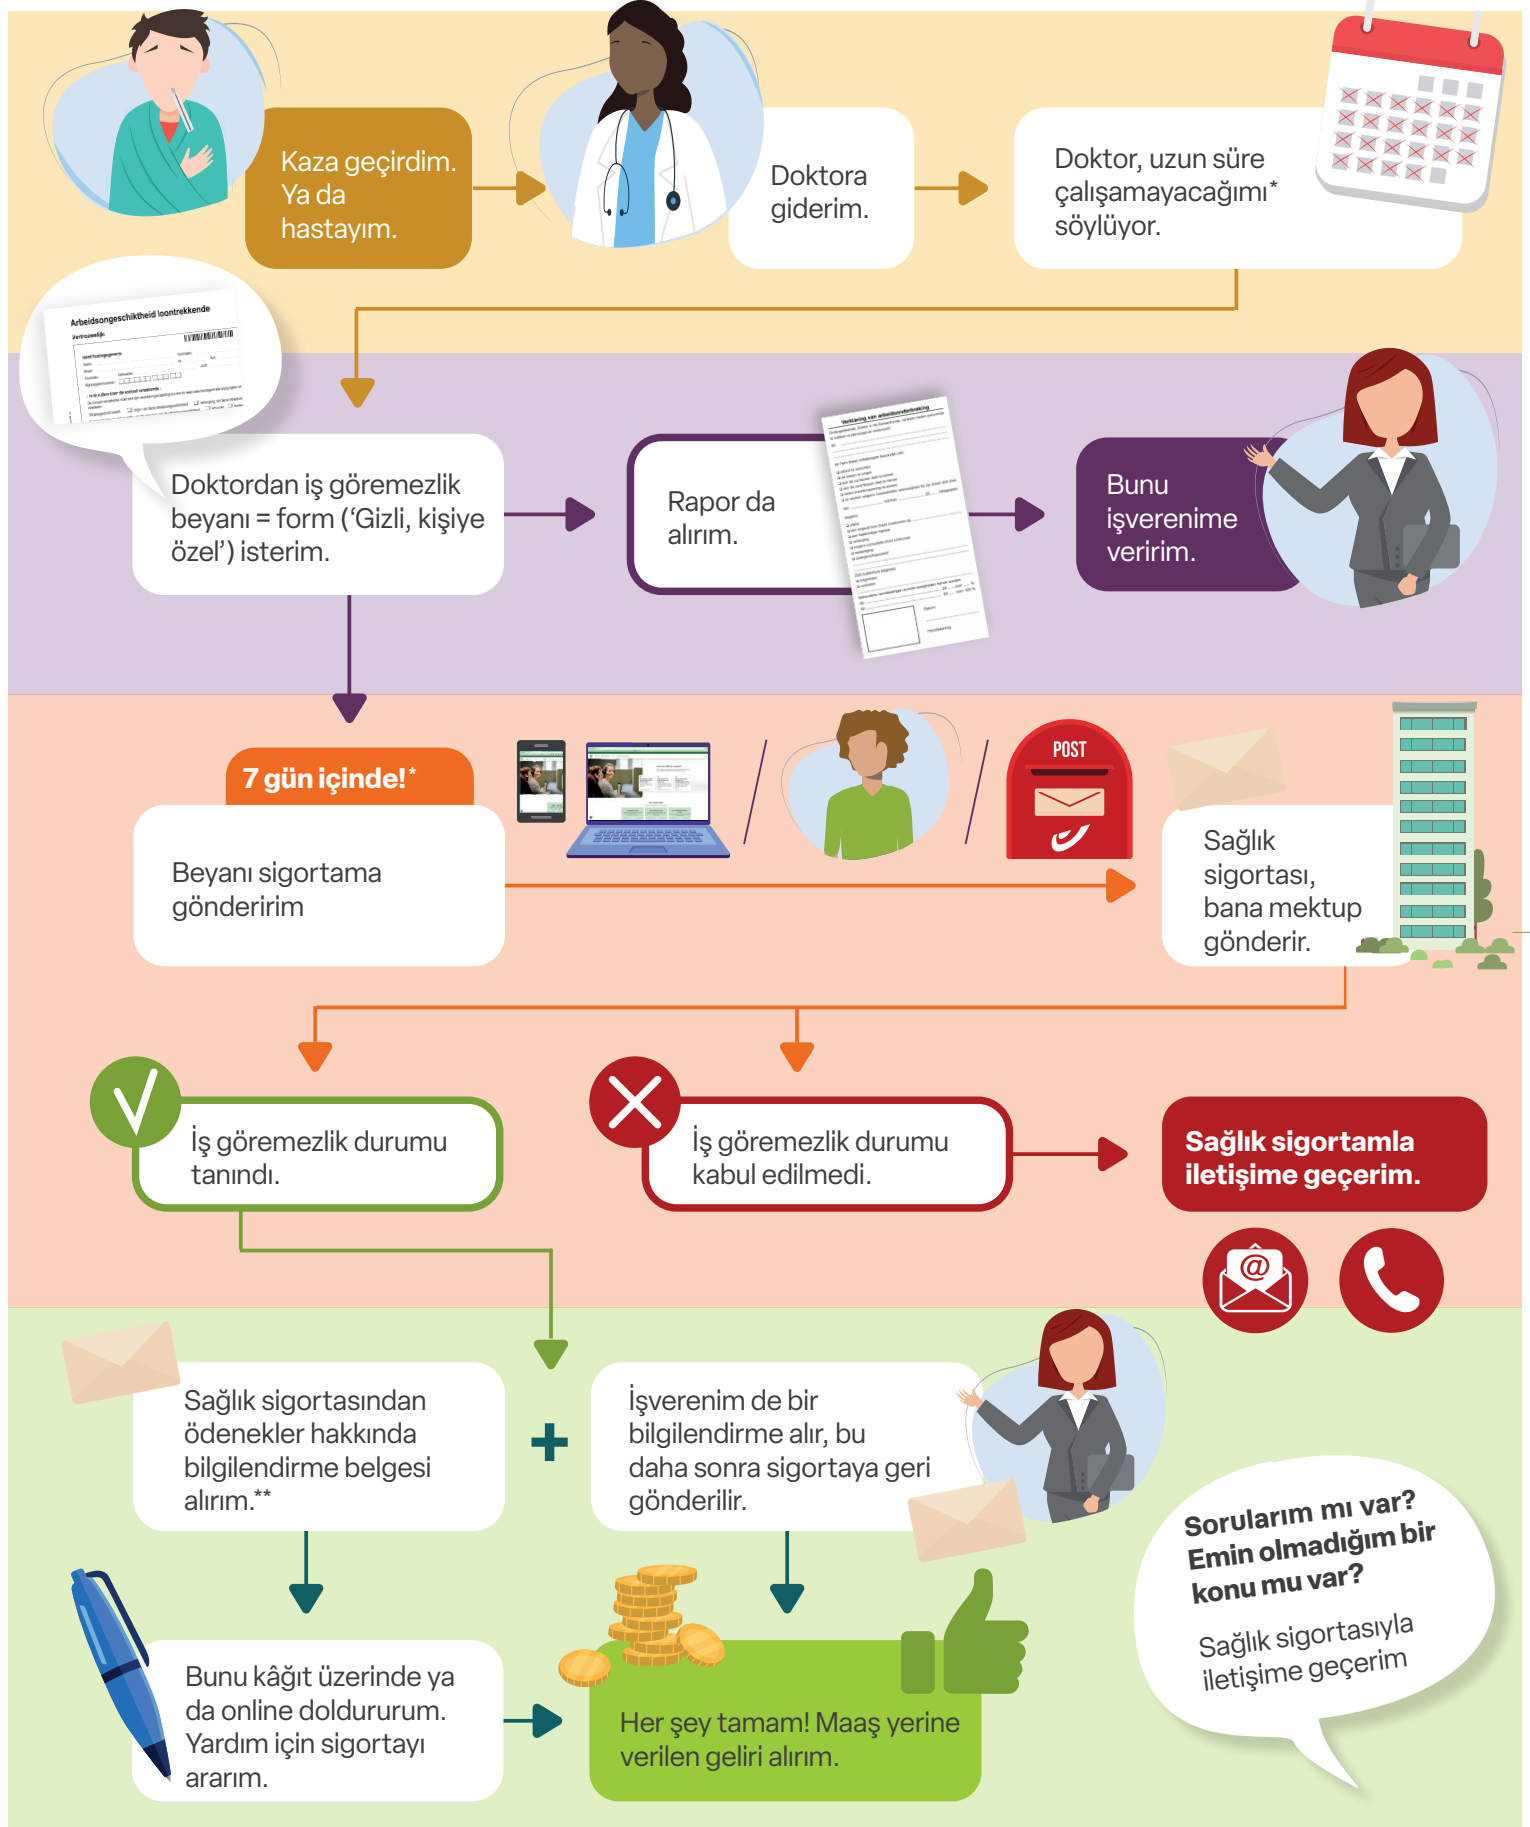 Kaza geçirdim.
Ya da
hastayım.
Doktora
giderim.
Doktor, uzun süre
çalışamayacağımı*
söylüyor.
Arbeidsongeschiktheid loontrekkende
Vertrouwelijk
Doktordan iş göremezlik
beyanı = form (‘Gizli, kişiye
özel’) isterim.
Rapor da
alırım.
Verklaring van arbeidsonderbreking
Bunu
işverenime
veririm.
7 gün içinde!*
Beyanı sigortama
gönderirim
POST
Sağlık
sigortası,
bana mektup
gönderir.
İş göremezlik durumu
tanındı.
İş göremezlik durumu
kabul edilmedi.
Sağlık sigortamla
iletişime geçerim.
@
Sağlık sigortasından
ödenekler hakkında
bilgilendirme belgesi
alırım.**
+
İşverenim de bir
bilgilendirme alır, bu
daha sonra sigortaya geri
gönderilir.
Sorularım mı var?
Emin olmadığım bir
konu mu var?
Sağlık sigortasıyla
iletişime geçerim
Bunu kâğıt üzerinde ya
da online doldururum.
Yardım için sigortayı
ararım.
Her şey tamam! Maaş yerine
verilen geliri alırım.